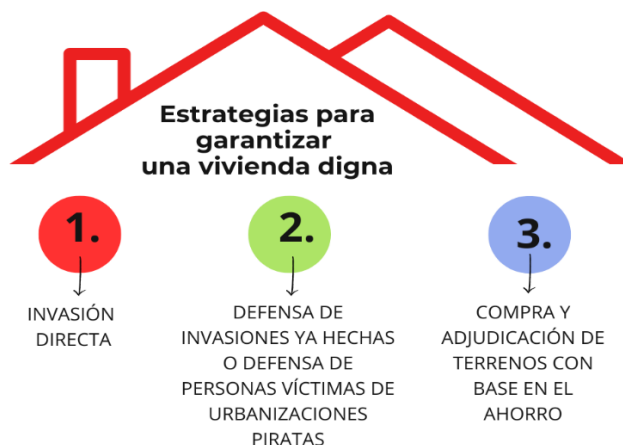 Estrategias para
garantizar
una vivienda digna
1.
INVASIÓN
DIRECTA
2.
DEFENSA DE
INVASIONES YA HECHAS
O DEFENSA DE
PERSONAS VÍCTIMAS DE
URBANIZACIONES
PIRATAS
3.
COMPRA Y
ADJUDICACIÓN DE
TERRENOS CON
BASE EN EL
AHORRO